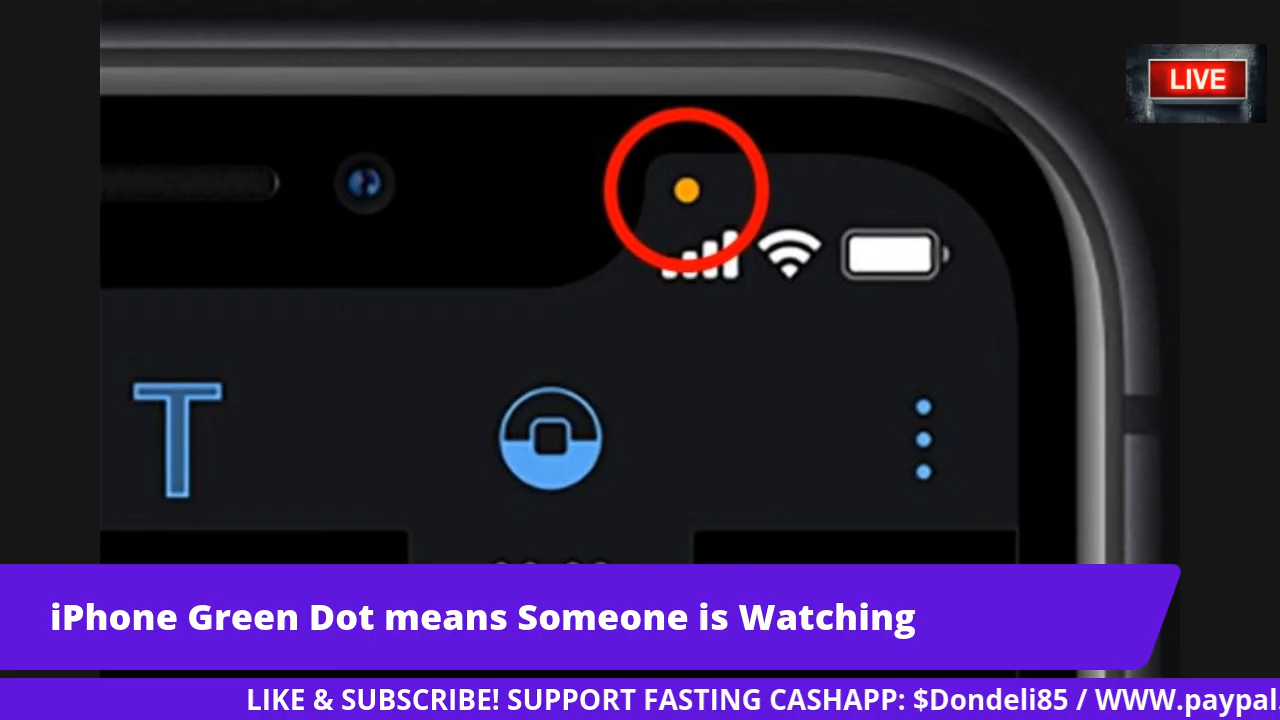 LIVE
T
iPhone Green Dot means Someone is Watching
LIKE & SUBSCRIBE! SUPPORT FASTING CASHAPP: $Dondeli85 / WWW.paypal.